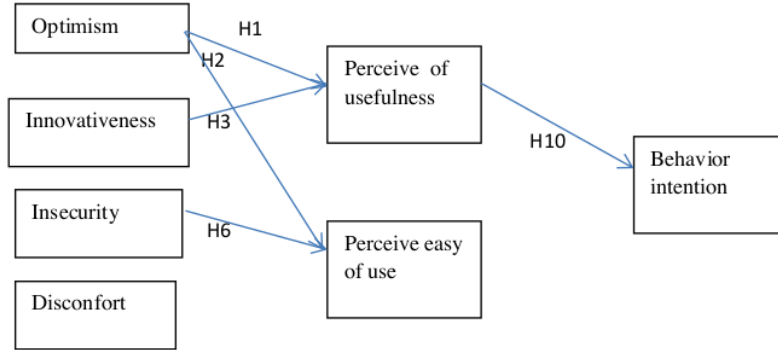 Optimism
H1
H2
Perceive of
usefulness
Innovativeness
H3
H10
Behavior
intention
Insecurity
H6
Perceive easy
of use
Disconfort